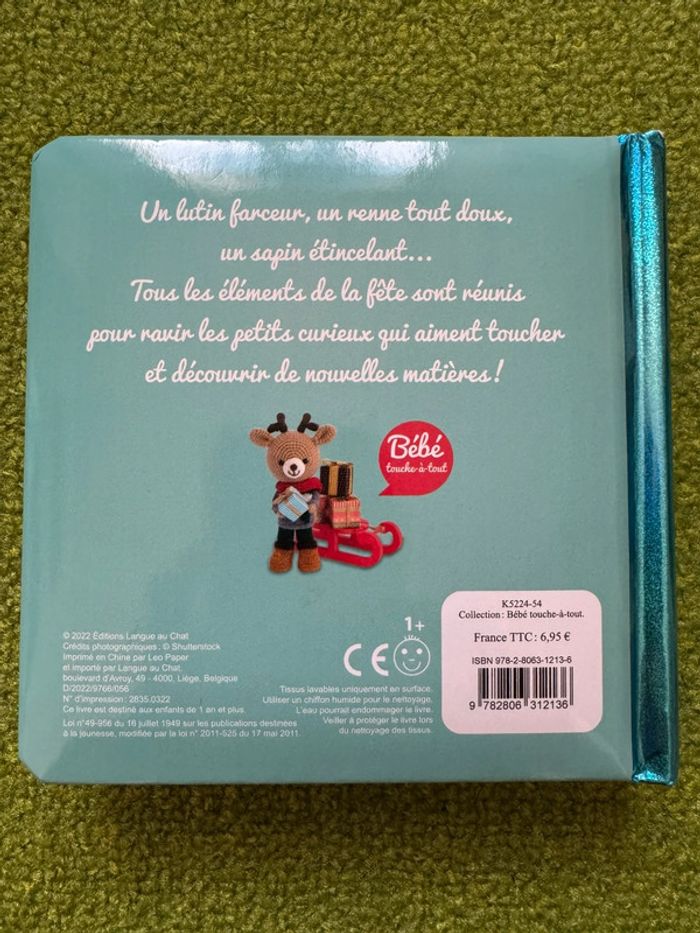 Un lutin farceur, un renne tout doux,
un sapin étincelant...
Tous les éléments de la fête sont réunis
pour ravir les petits curieux qui aiment toucher
et découvrir de nouvelles matières !
Bébé
touche-à-tout
© 2022 Éditions Langue au Chat
Crédits photographiques : © Shutterstock
Imprimé en Chine par Leo Paper
et importé par Langue au Chat,
boulevard d'Avroy, 49 - 4000, Liège, Belgique
D/2022/9766/056
N° d'impression : 2835.0322
Ce livre est destiné aux enfants de 1 an et plus.
Loi n°49-956 du 16 juillet 1949 sur les publications destinées
à la jeunesse, modifiée par la loi n° 2011-525 du 17 mai 2011.
1+
CE
Tissus lavables uniquement en surface.
Utiliser un chiffon humide pour le nettoyage.
L'eau pourrait endommager le livre.
Veiller à protéger le livre lors
du nettoyage des tissus.
K5224-54
Collection : Bébé touche-à-tout.
France TTC : 6,95 €
ISBN 978-2-8063-1213-6
9 782806 312136